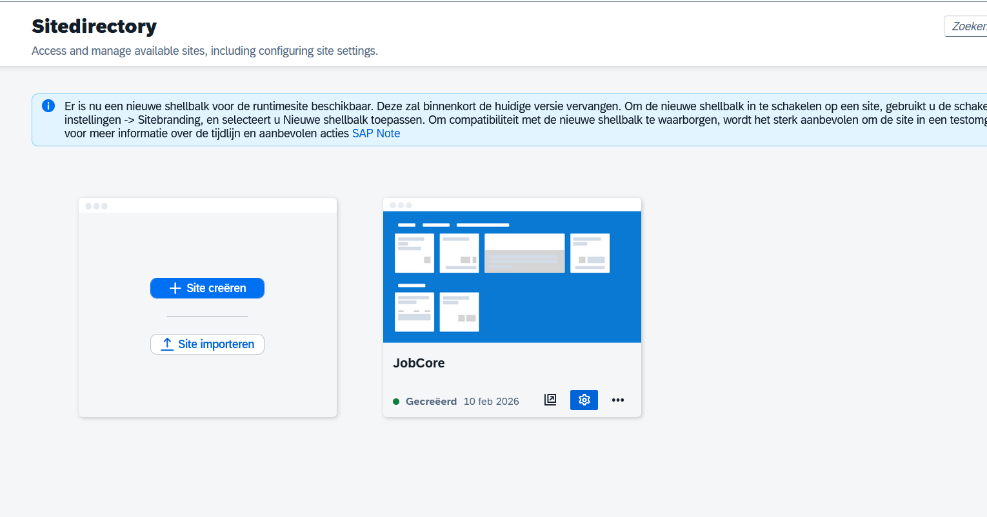 Sitedirectory
Zoeken
Access and manage available sites, including configuring site settings.
Er is nu een nieuwe shellbalk voor de runtimesite beschikbaar. Deze zal binnenkort de huidige versie vervangen. Om de nieuwe shellbalk in te schakelen op een site, gebruikt u de
instellingen -> Sitebranding, en selecteert u Nieuwe shellbalk toepassen. Om compatibiliteit met de nieuwe shellbalk te waarborgen, wordt het sterk aanbevolen om de site in een
voor meer informatie over de tijdlijn en aanbevolen acties SAP Note
Site creëren
Site importeren
JobCore
Gecreëerd 10 feb 2026